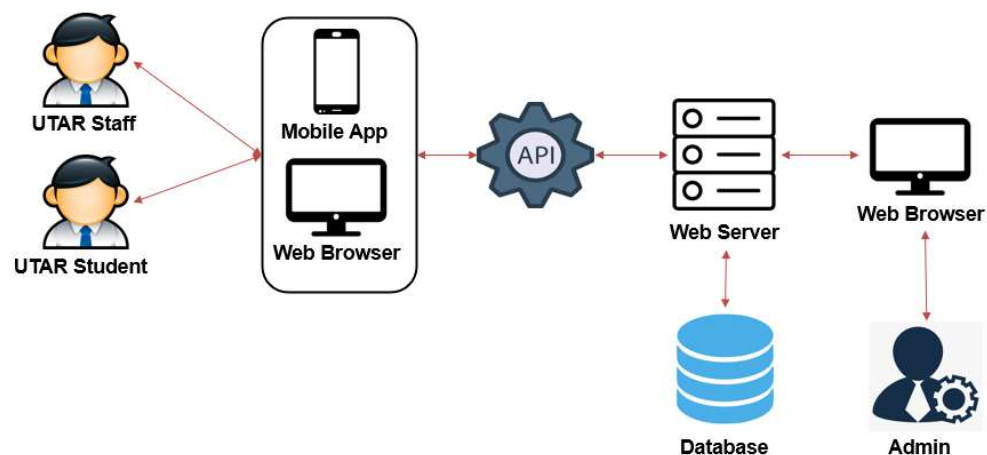 UTAR Staff
UTAR Student
Mobile App
Web Browser
API
Web Server
Web Browser
Database
Admin